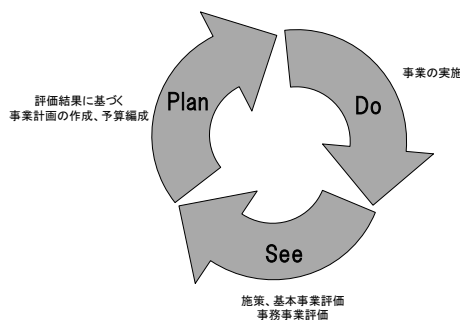 評価結果に基づく
事業計画の作成、予算編成
Plan
Do
事業の実施
See
施策、基本事業評価
事務事業評価